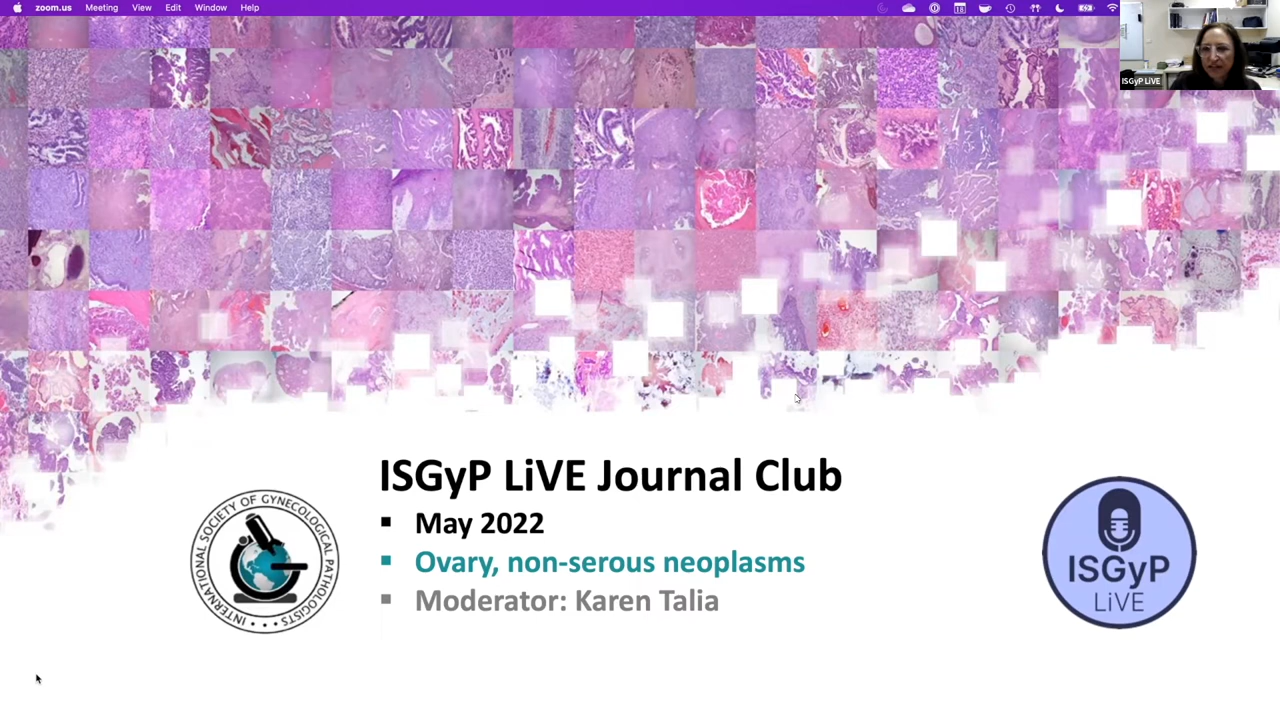 zoom.us Meeting View Edit Window Help
ISGyP LiVE
ISGyP LiVE Journal Club
▪ May 2022
▪ Ovary, non-serous neoplasms
▪ Moderator: Karen Talia
INTERNATIONAL SOCIETY OF GYNECOLOGICAL PATHOLOGISTS
ISGyP
LiVE